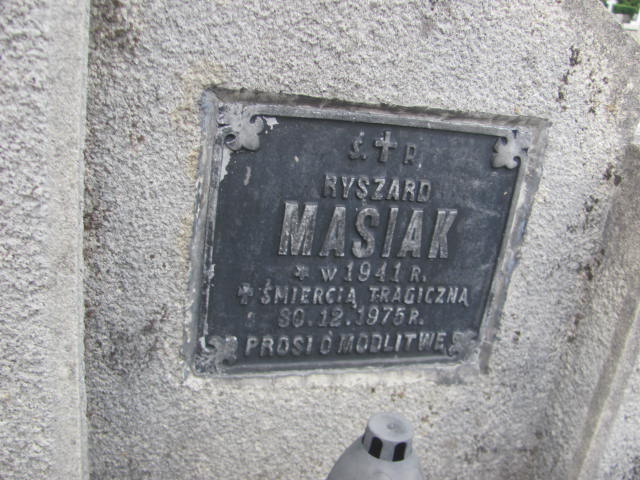 Ś. ✝ P.
RYSZARD
MASIAK
* w 1941 R.
✝ ŚMIERCIĄ TRAGICZNĄ
30.12.1975 R.
PROSI O MODLITWĘ